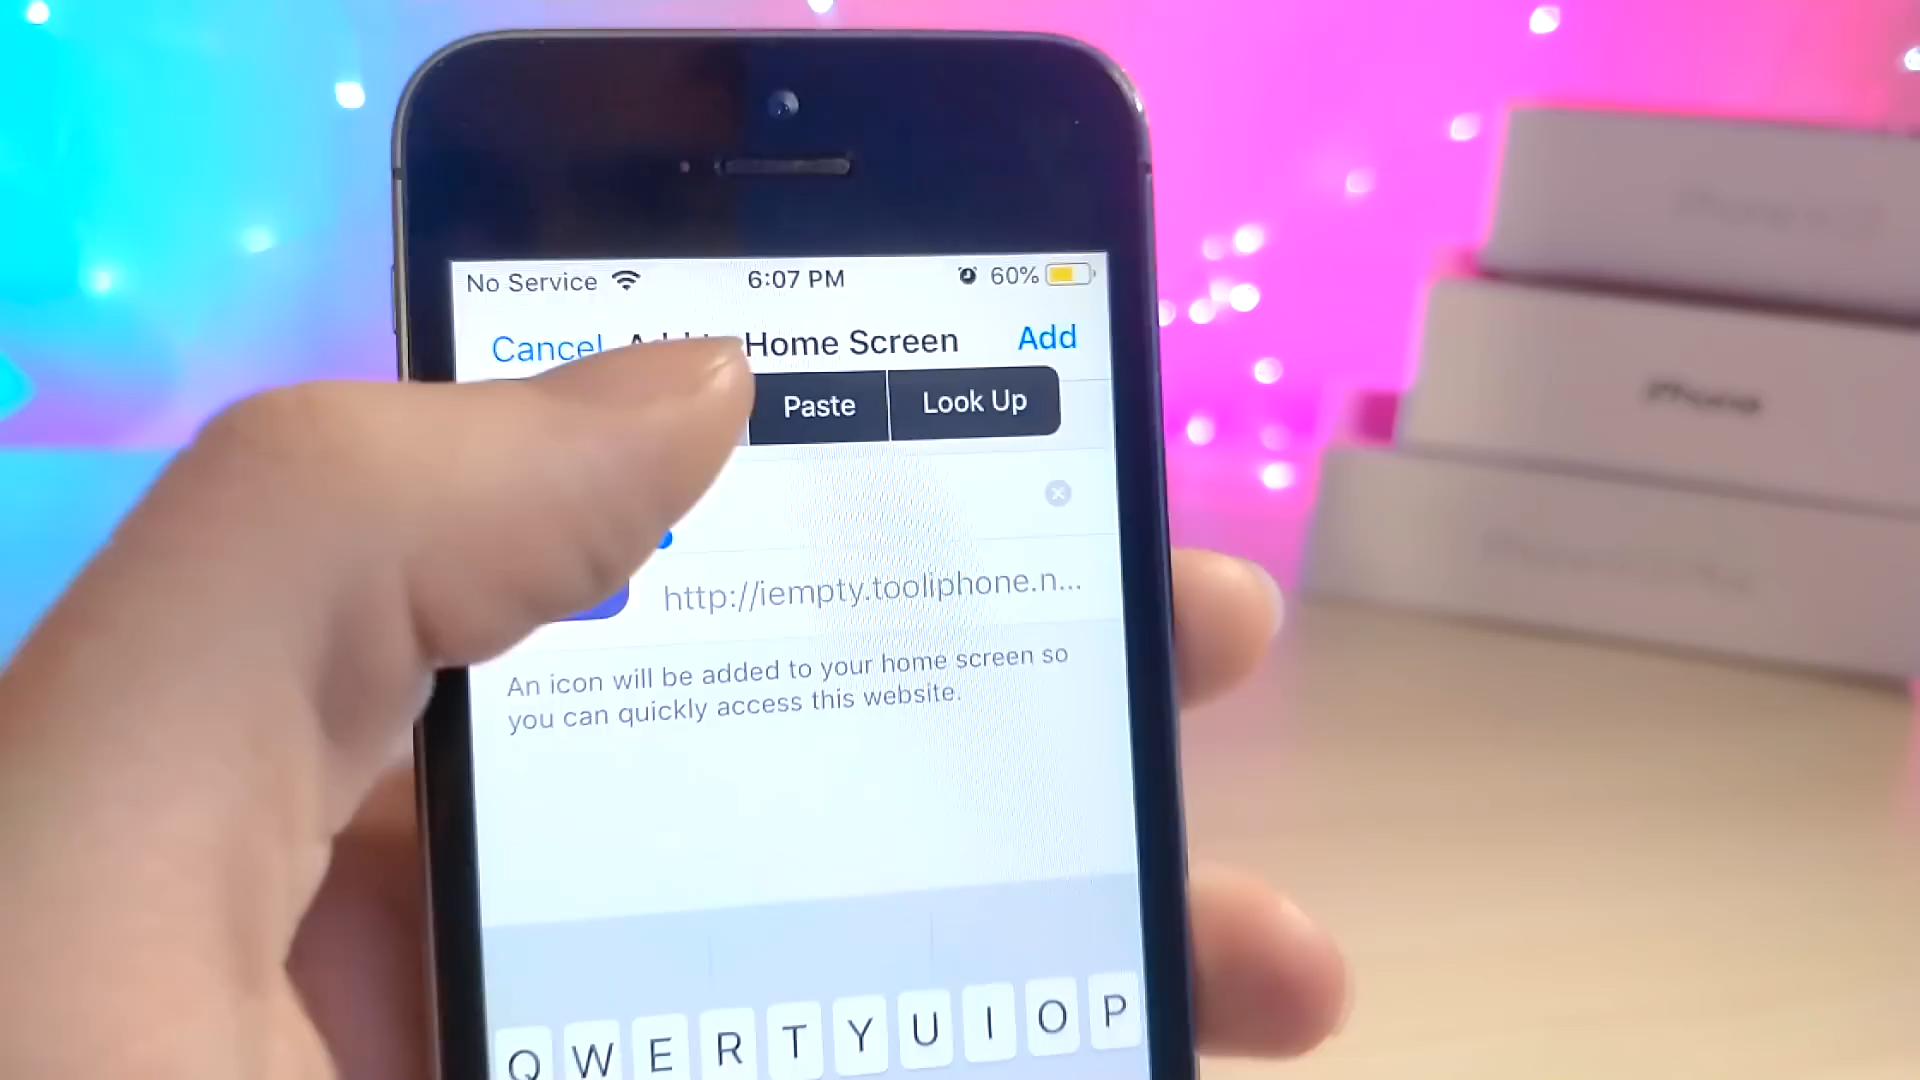 No Service 6:07 PM 60%
Cancel Add to Home Screen Add
Paste Look Up
http://iempty.tooliphone.n...
An icon will be added to your home screen so
you can quickly access this website.
Q W E R T Y U I O P
iPhone